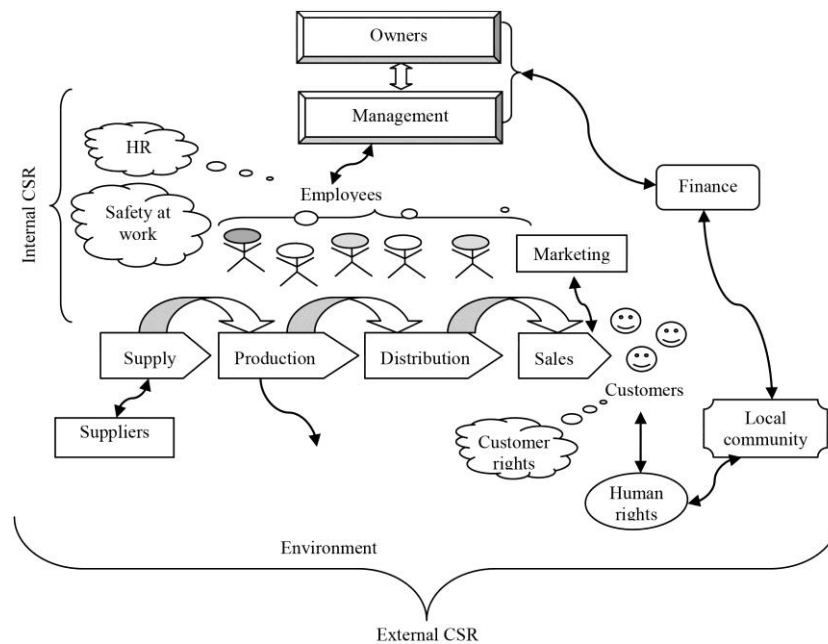 Owners
Management
HR
Employees
Finance
Safety at
work
Internal CSR
Marketing
Supply
Production
Distribution
Sales
Customers
Suppliers
Customer
rights
Local
community
Human
rights
Environment
External CSR